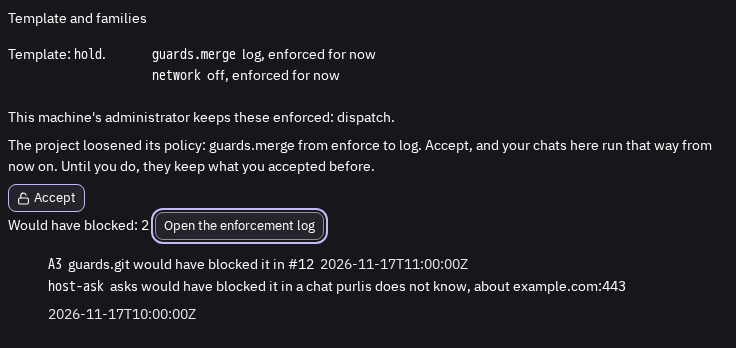 Template and families
Template: hold. guards.merge log, enforced for now
network off, enforced for now
This machine's administrator keeps these enforced: dispatch.
The project loosened its policy: guards.merge from enforce to log. Accept, and your chats here run that way from
now on. Until you do, they keep what you accepted before.
Accept
Would have blocked: 2 Open the enforcement log
A3 guards.git would have blocked it in #12 2026-11-17T11:00:00Z
host-ask asks would have blocked it in a chat purlis does not know, about example.com:443
2026-11-17T10:00:00Z